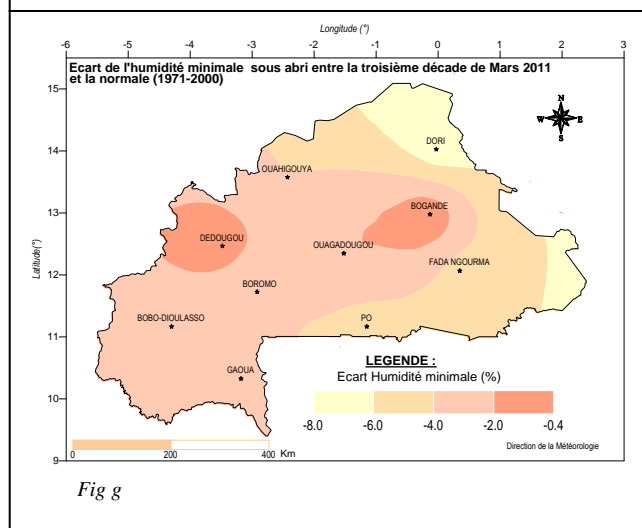 Longitude (°)
-6 -5 -4 -3 -2 -1 0 1 2 3
Ecart de l'humidité minimale sous abri entre la troisième décade de Mars 2011
et la normale (1971-2000)
15
N
W E
S
DORI
14
OUAHIGOUYA
13
BOGANDE
DEDOUGOU
OUAGADOUGOU
Latitude(°)
FADA NGOURMA
12
BOROMO
BOBO-DIOULASSO
PO
11
LEGENDE :
GAOUA
Ecart Humidité minimale (%)
10
-8.0 -6.0 -4.0 -2.0 -0.4
Direction de la Météorologie
0 200 400 Km
9
Fig g